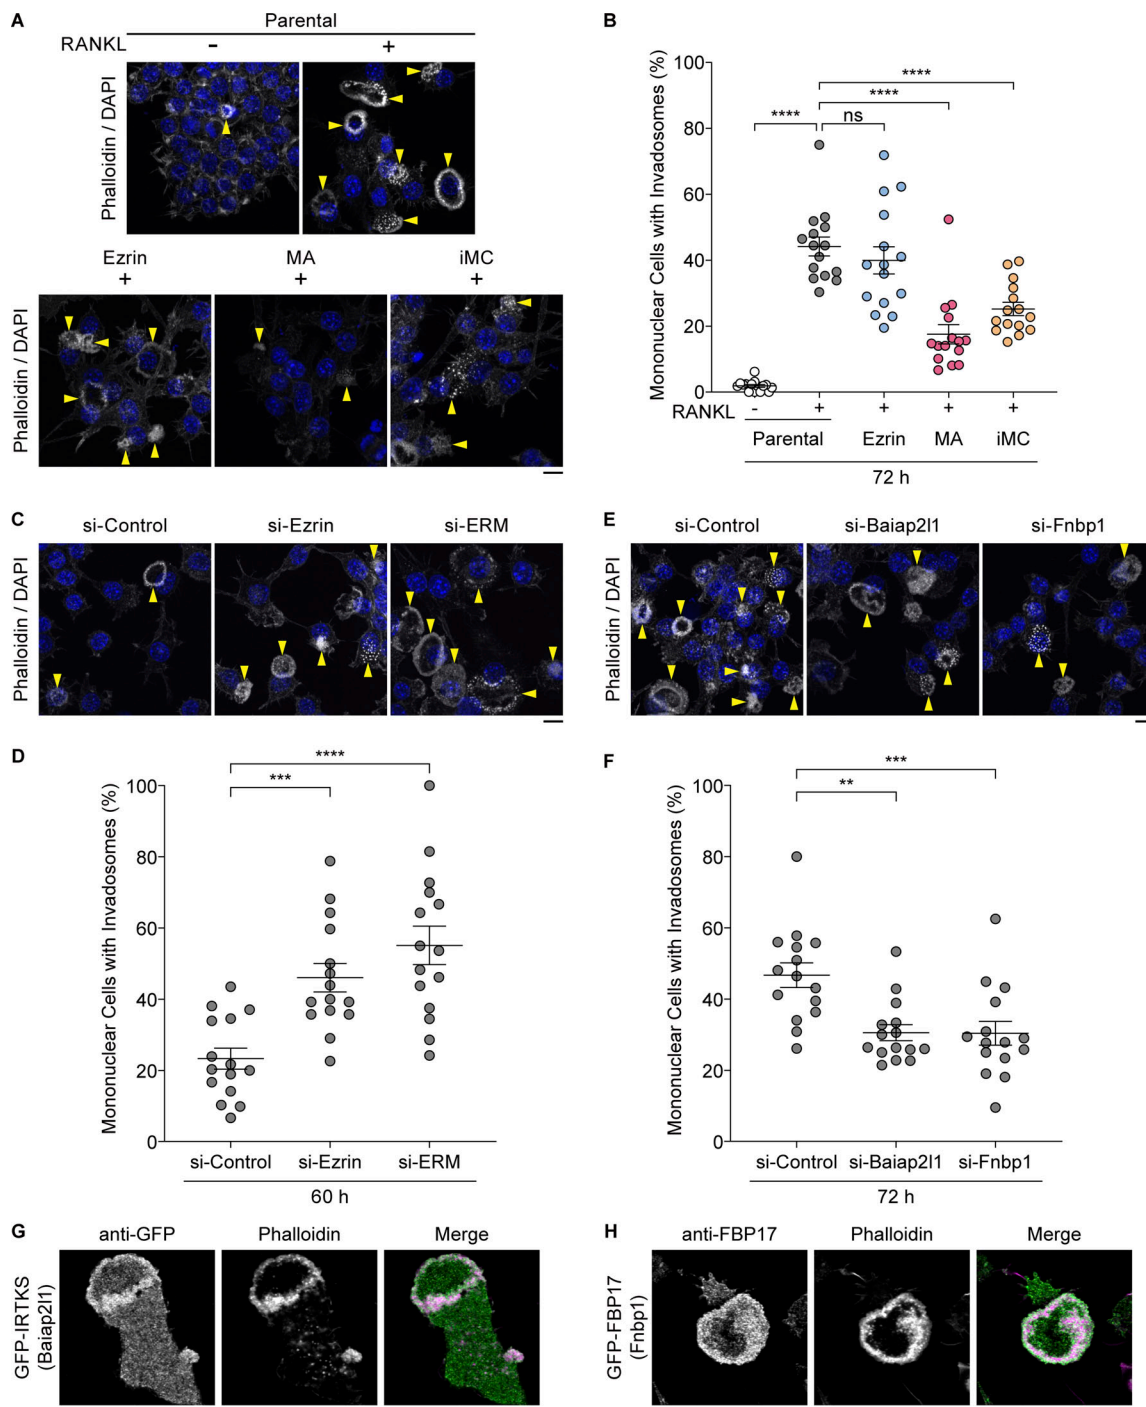 A
Parental
RANKL - +
Phalloidin / DAPI
Ezrin MA iMC
+ + +
Phalloidin / DAPI
B
Mononuclear Cells with Invadosomes (%)
100
80
60
40
20
0
****
****
**** ns
RANKL - + + + +
Parental Ezrin MA iMC
72 h
C
si-Control si-Ezrin si-ERM
Phalloidin / DAPI
E
si-Control si-Baiap2l1 si-Fnbp1
Phalloidin / DAPI
D
Mononuclear Cells with Invadosomes (%)
100
80
60
40
20
0
****
***
si-Control si-Ezrin si-ERM
60 h
F
Mononuclear Cells with Invadosomes (%)
100
80
60
40
20
0
***
**
si-Control si-Baiap2l1 si-Fnbp1
72 h
G
anti-GFP Phalloidin Merge
GFP-IRTKS
(Baiap2l1)
H
anti-FBP17 Phalloidin Merge
GFP-FBP17
(Fnbp1)